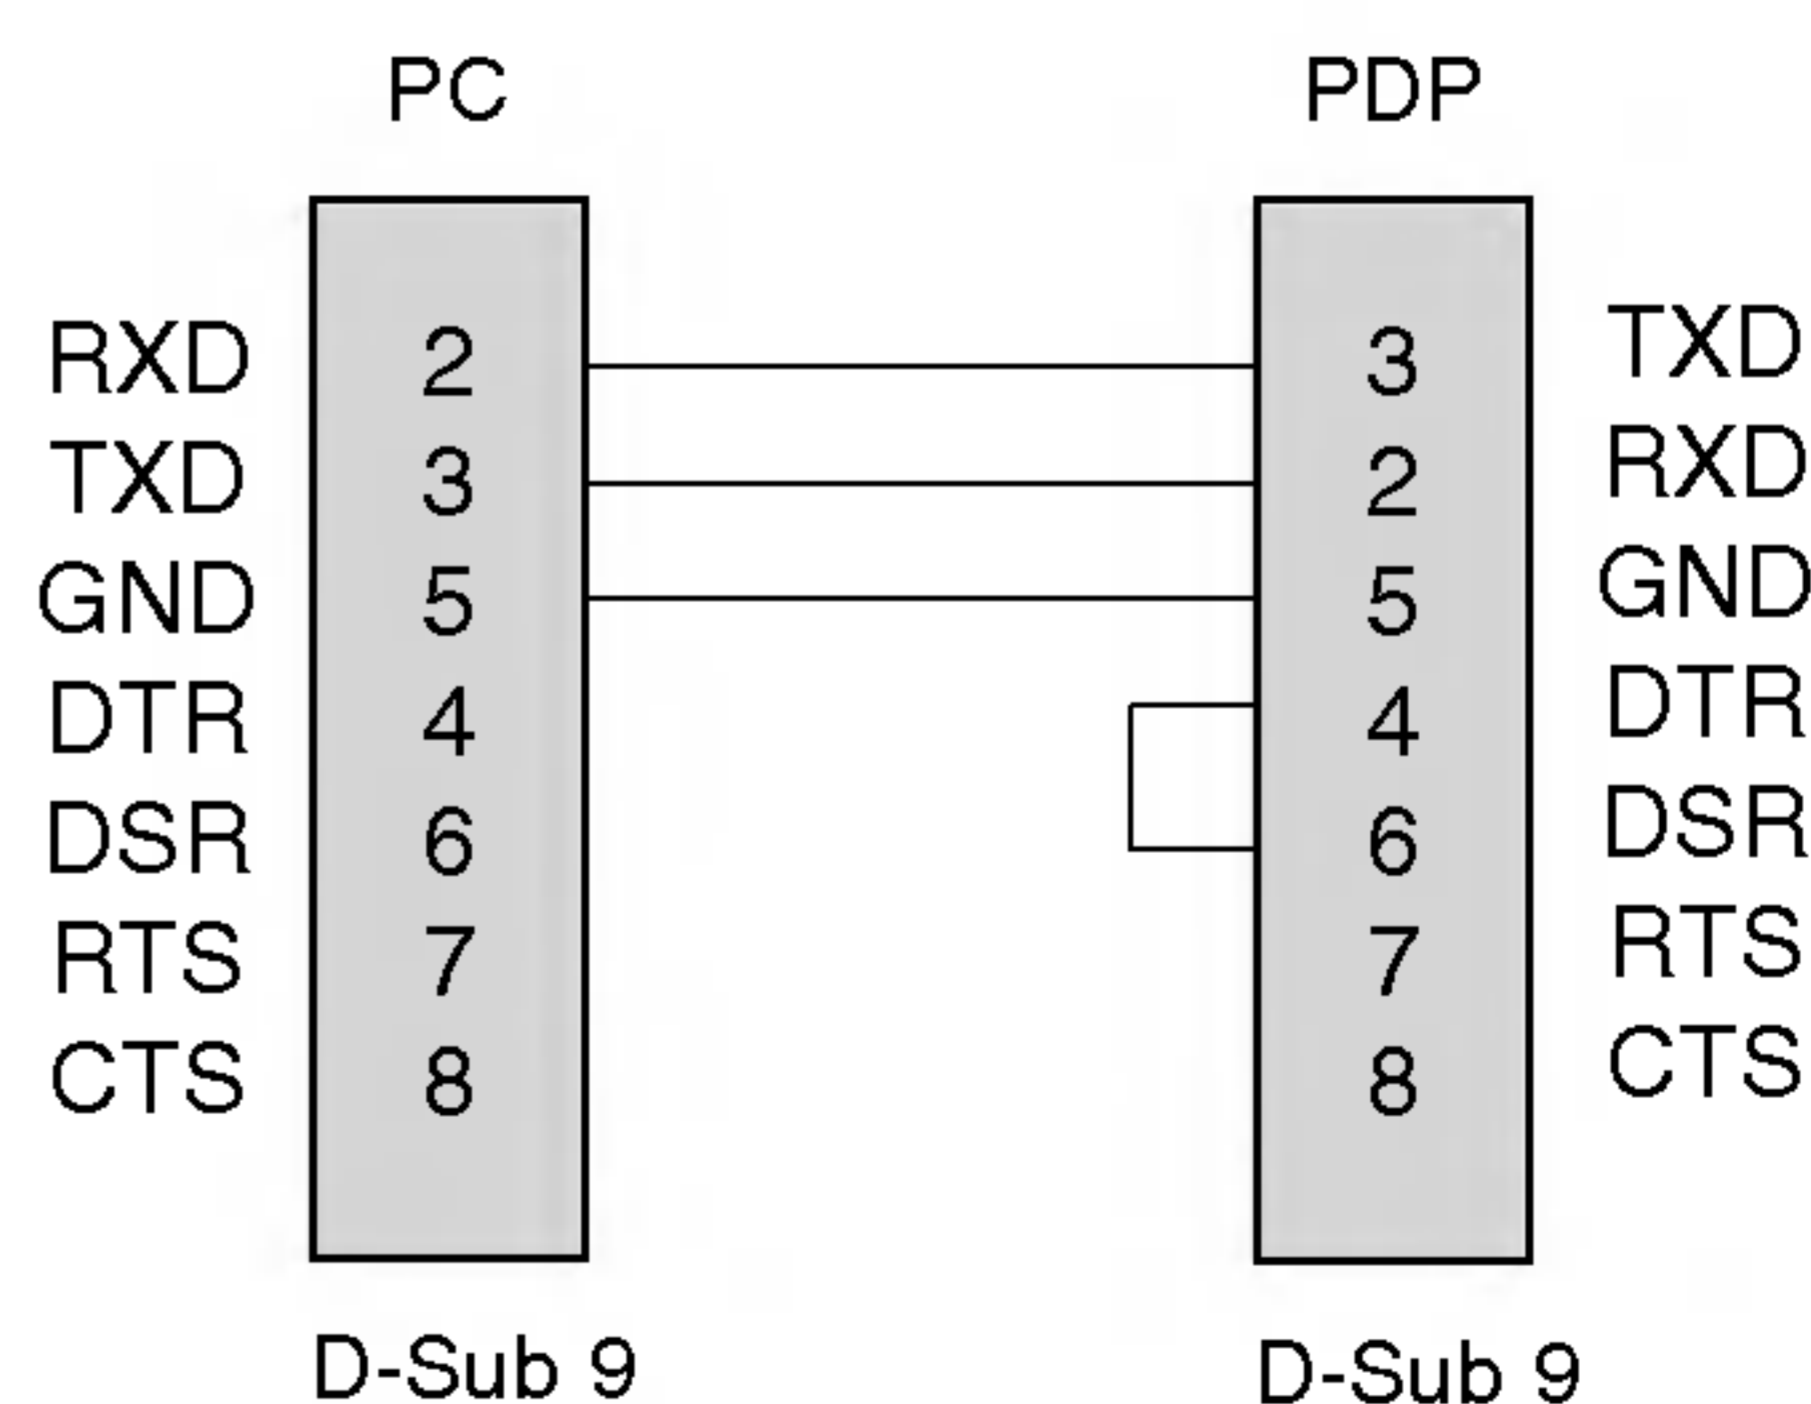 PC PDP
RXD 2 3 TXD
TXD 3 2 RXD
GND 5 5 GND
DTR 4 4 DTR
DSR 6 6 DSR
RTS 7 7 RTS
CTS 8 8 CTS
D-Sub 9 D-Sub 9